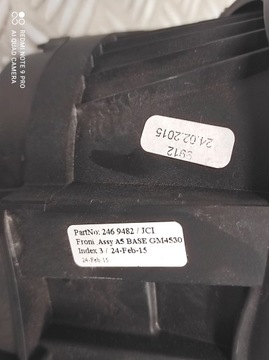 REDMI NOTE 9 PRO
AI QUAD CAMERA
9912
24.02.2015
PartNo: 246 9482 / JCI
Front Assy A5 BASE GM4530
Index 3 / 24-Feb-15
24-Feb-15